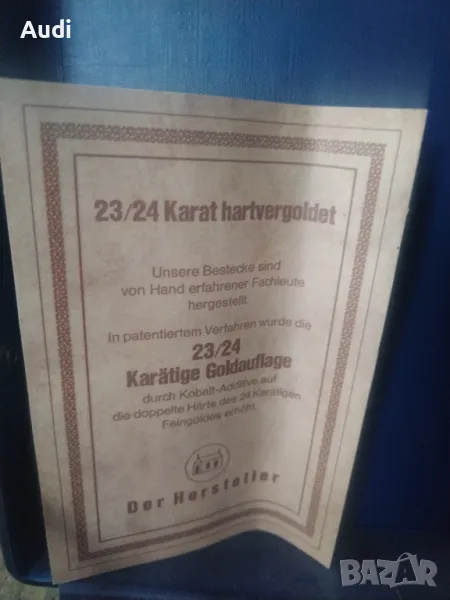 Audi
23/24 Karat hartvergoldet
Unsere Bestecke sind
von Hand erfahrener Fachleute
hergestellt.
In patentiertem Verfahren wurde die
23/24
Karätige Goldauflage
durch Kobalt-Additive auf
die doppelte Härte des 24 Karätigen
Feingoldes erhöht.
Der Hersteller
BAZAR